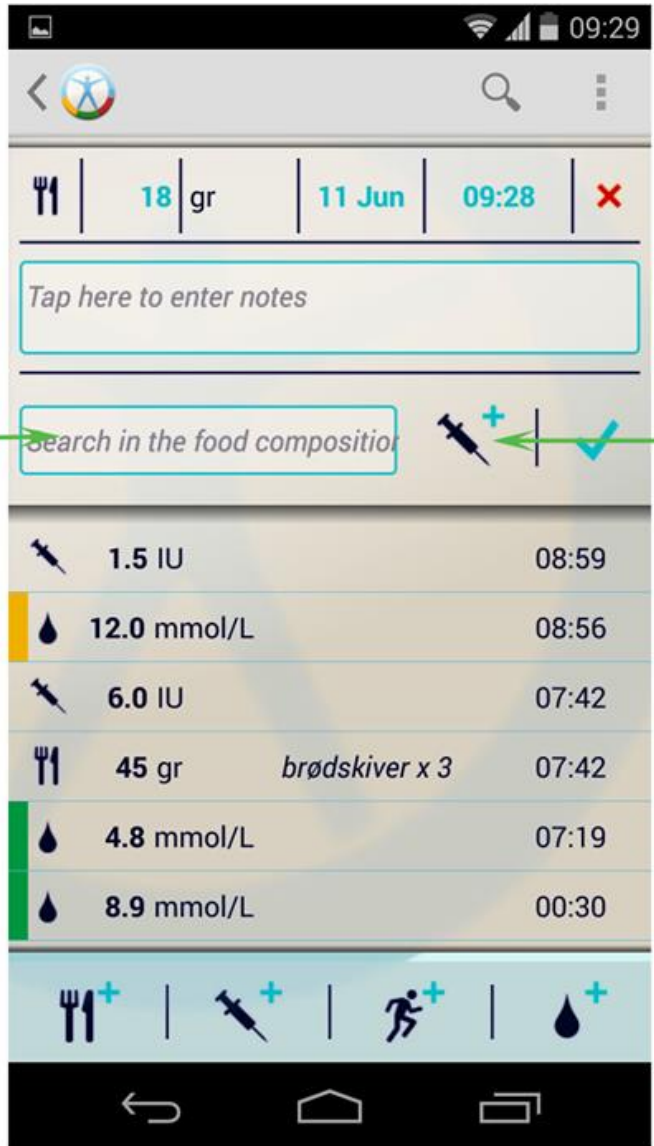 09:29
18 gr 11 Jun 09:28
Tap here to enter notes
Search in the food composition
1.5 IU 08:59
12.0 mmol/L 08:56
6.0 IU 07:42
45 gr brødskiver x 3 07:42
4.8 mmol/L 07:19
8.9 mmol/L 00:30